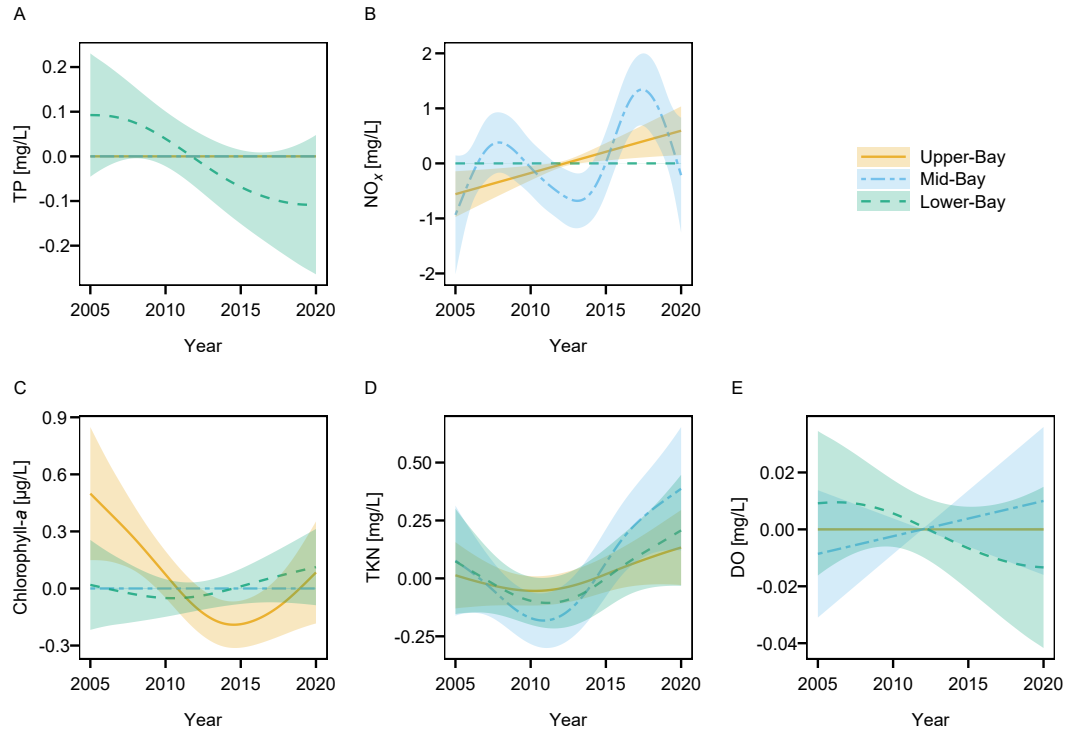 A
B
TP [mg/L]
0.2
0.1
0.0
-0.1
-0.2
2005 2010 2015 2020
Year
NOx [mg/L]
2
1
0
-1
-2
2005 2010 2015 2020
Year
Upper-Bay
Mid-Bay
Lower-Bay
C
D
E
Chlorophyll-a [µg/L]
0.9
0.6
0.3
0.0
-0.3
2005 2010 2015 2020
Year
TKN [mg/L]
0.50
0.25
0.00
-0.25
2005 2010 2015 2020
Year
DO [mg/L]
0.02
0.00
-0.02
-0.04
2005 2010 2015 2020
Year